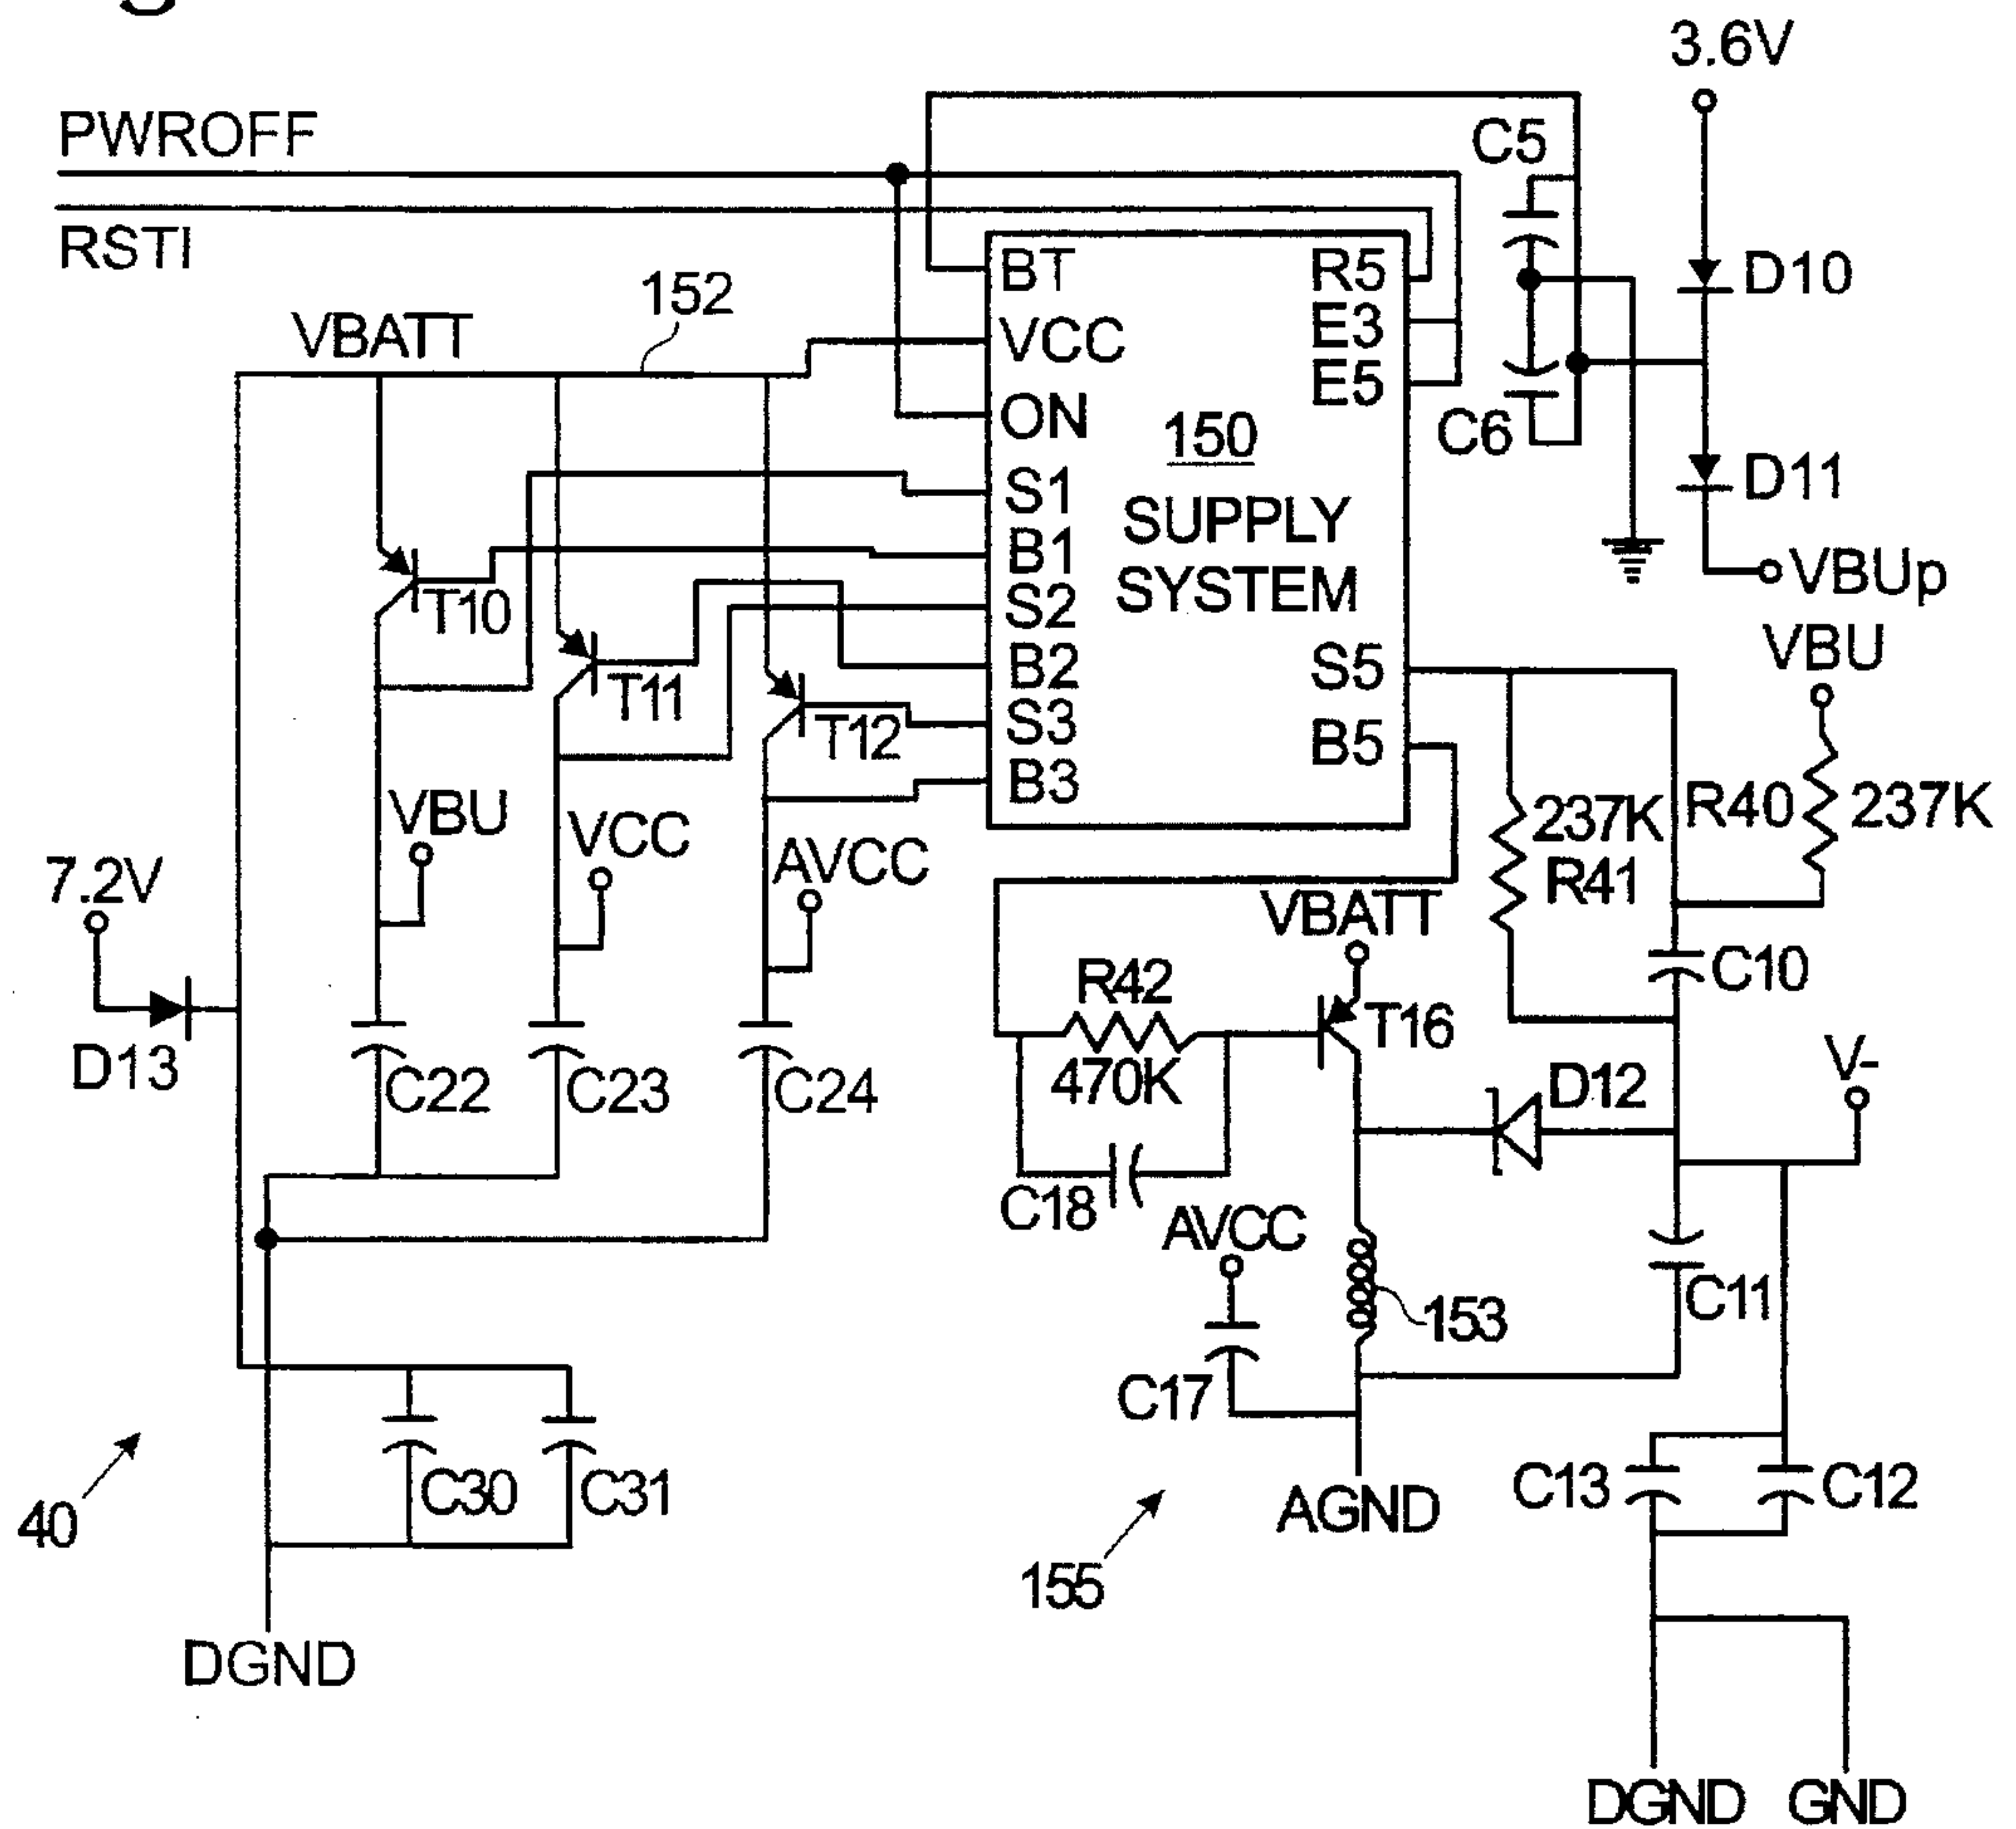 3.6V
PWROFF
C5
RSTI
BT
R5
D10
152
E3
VBATT
VCC
E5
ON
150
C6
S1
SUPPLY
D11
B1
SYSTEM
VBUp
T10
S2
VBU
T11
B2
S5
T12
S3
B5
B3
VBU
VCC
AVCC
237K
R41
R40
237K
7.2V
VBATT
R42
C10
T16
D13
C22
C23
C24
470K
D12
V-
C18
AVCC
153
C11
C17
40
C30
C31
AGND
C13
C12
155
DGND
DGND
GND